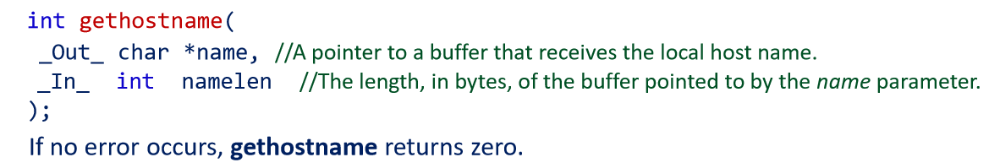 int gethostname(
_Out_ char *name, //A pointer to a buffer that receives the local host name.
_In_ int namelen //The length, in bytes, of the buffer pointed to by the name parameter.
);
If no error occurs, gethostname returns zero.